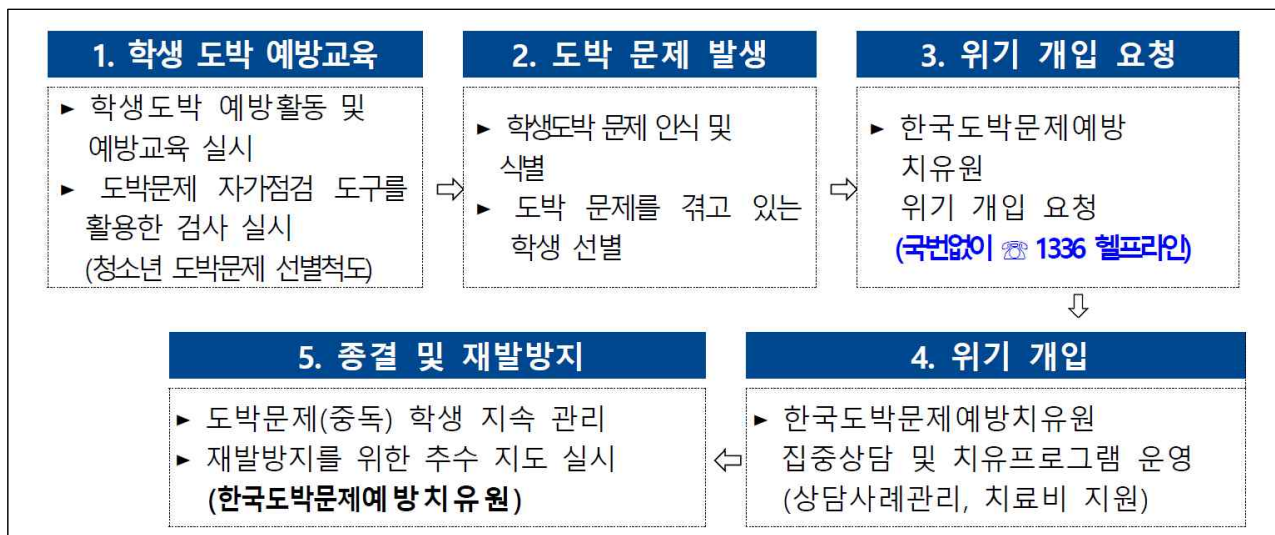 1. 학생 도박 예방교육
► 학생도박 예방활동 및
예방교육 실시
► 도박문제 자가점검 도구를
활용한 검사 실시
(청소년 도박문제 선별척도)
⇨
2. 도박 문제 발생
► 학생도박 문제 인식 및
식별
► 도박 문제를 겪고 있는
학생 선별
⇨
3. 위기 개입 요청
► 한국도박문제예방
치유원
위기 개입 요청
(국번없이 ☏ 1336 헬프라인)
⇩
4. 위기 개입
► 한국도박문제예방치유원
집중상담 및 치유프로그램 운영
(상담사례관리, 치료비 지원)
⇦
5. 종결 및 재발방지
► 도박문제(중독) 학생 지속 관리
► 재발방지를 위한 추수 지도 실시
(한국도박문제예방치유원)